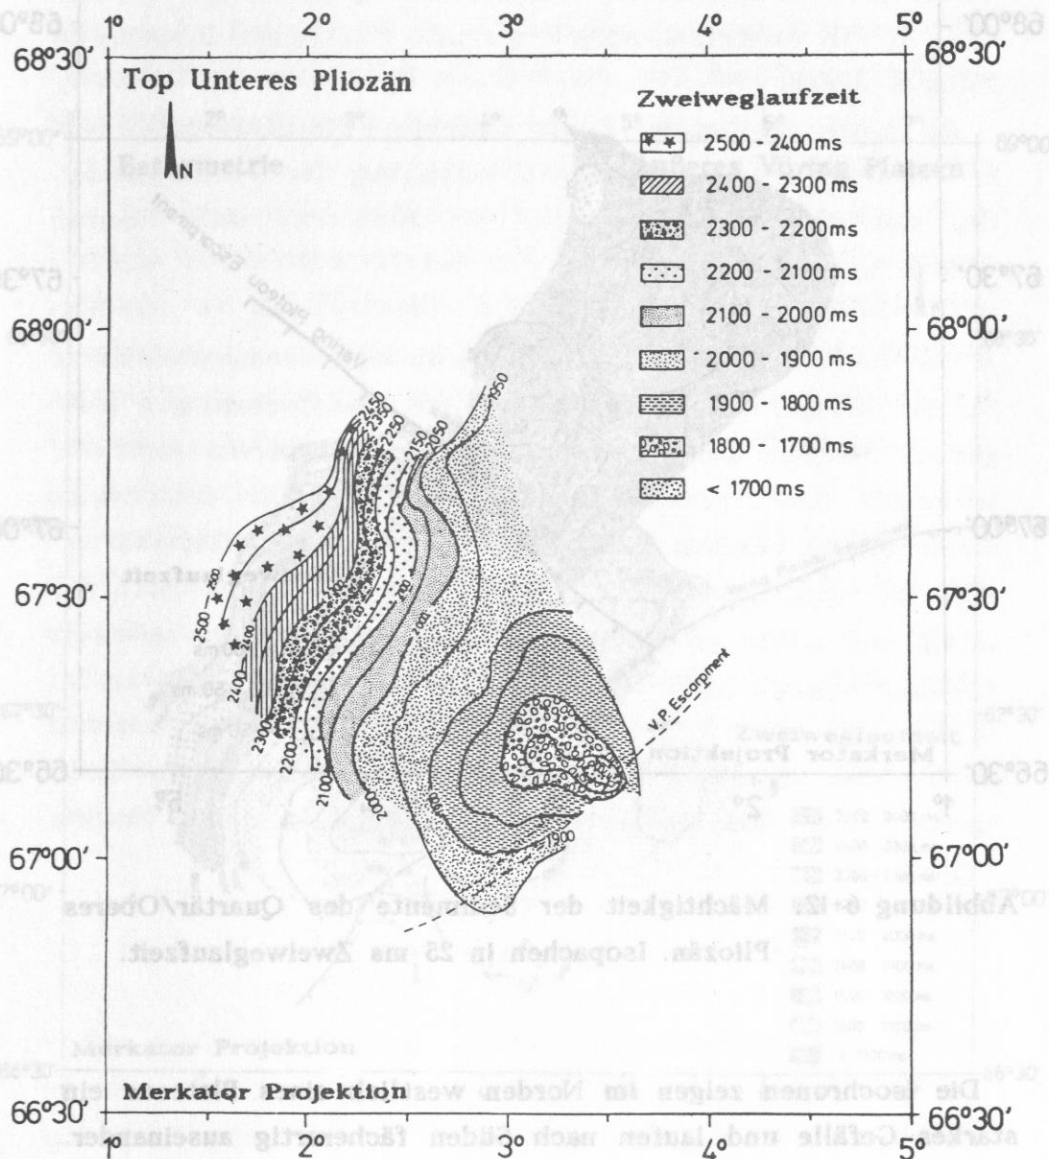 1° 2° 3° 4° 5°
68°30' 68°30'
Top Unteres Pliozän
N
Zweiweglaufzeit
2500 - 2400 ms
2400 - 2300 ms
2300 - 2200 ms
2200 - 2100 ms
2100 - 2000 ms
2000 - 1900 ms
1900 - 1800 ms
1800 - 1700 ms
< 1700 ms
68°00' 68°00'
2450
2350
2250
2150
2050
1950
67°30' 67°30'
2500
2400
2300
2200
2100
2000
1900
V.P. Escarpment
67°00' 67°00'
Abbildung 6-12: Mächtigkeit der Sedimente des Quartär/Oberes
Pliozän. Isopachen in 25 ms Zweiweglaufzeit.
Merkator Projektion
Die Isochronen zeigen im Norden westlich eines
starkes Gefälle und laufen nach Süden fächerartig auseinander.
Merkator Projektion
66°30' 66°30'
1° 2° 3° 4° 5°